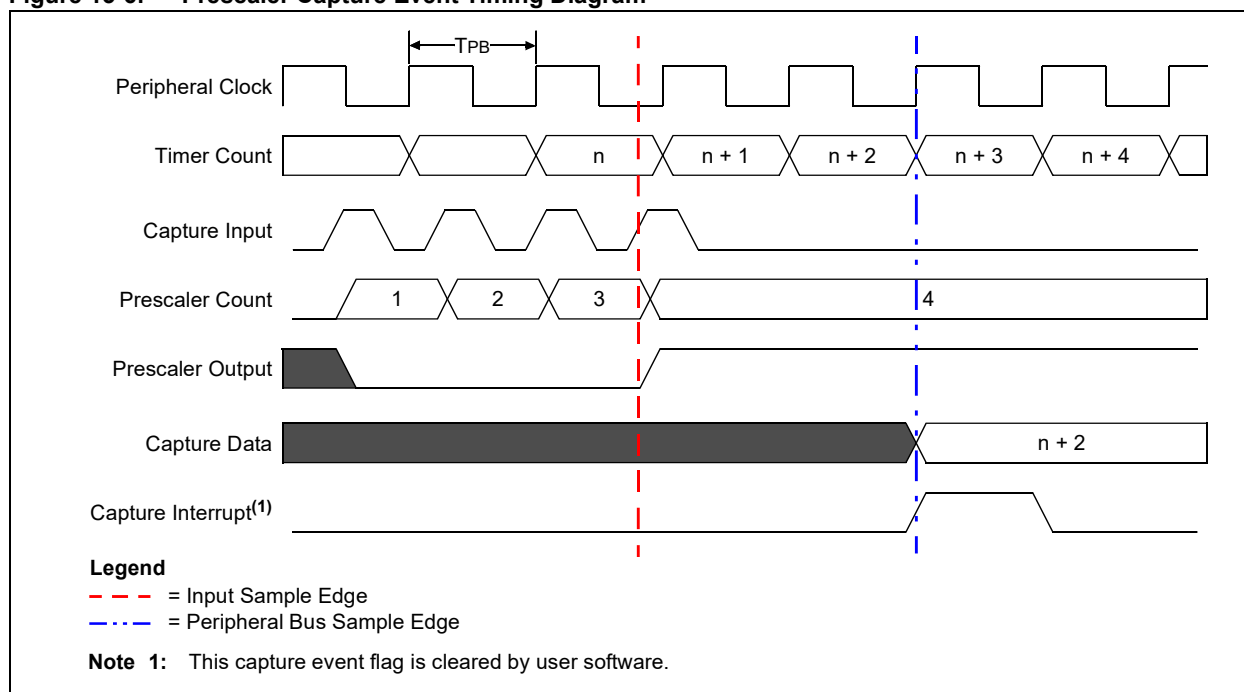 TPB
Peripheral Clock
Timer Count n n + 1 n + 2 n + 3 n + 4
Capture Input
Prescaler Count 1 2 3 4
Prescaler Output
Capture Data n + 2
Capture Interrupt(1)
Legend
= Input Sample Edge
= Peripheral Bus Sample Edge
Note 1: This capture event flag is cleared by user software.